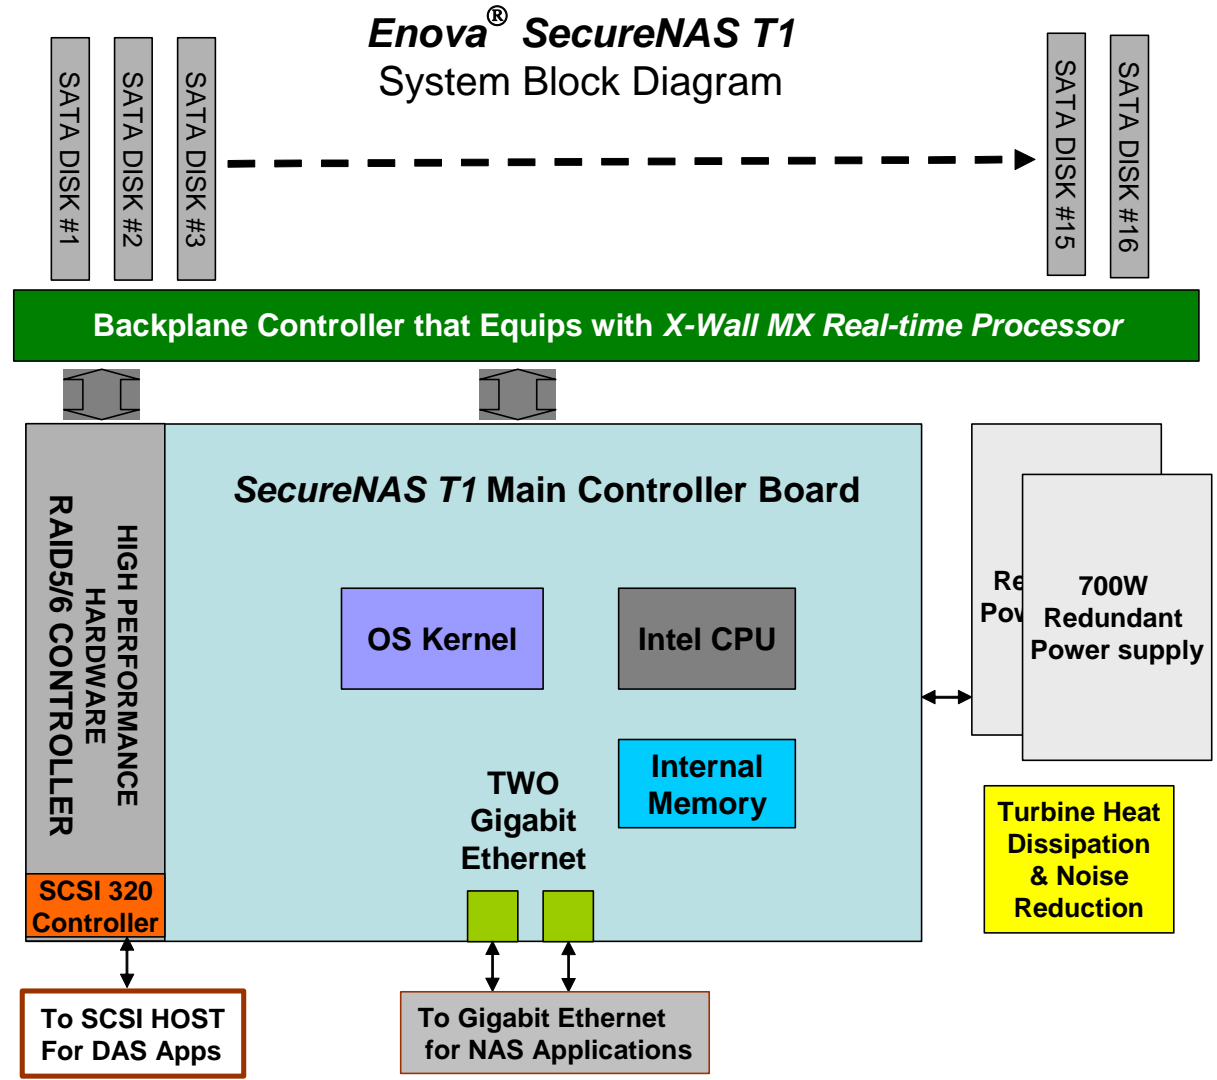 Enova® SecureNAS T1
System Block Diagram
SATA DISK #1
SATA DISK #2
SATA DISK #3
SATA DISK #15
SATA DISK #16
Backplane Controller that Equips with X-Wall MX Real-time Processor
HIGH PERFORMANCE
HARDWARE
RAID5/6 CONTROLLER
SecureNAS T1 Main Controller Board
OS Kernel
Intel CPU
Internal
Memory
TWO
Gigabit
Ethernet
SCSI 320
Controller
Re
Pow
700W
Redundant
Power supply
Turbine Heat
Dissipation
& Noise
Reduction
To SCSI HOST
For DAS Apps
To Gigabit Ethernet
for NAS Applications